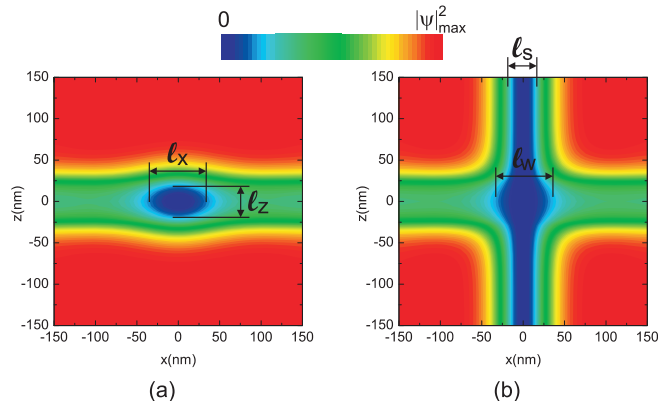 0 |ψ|²max
ℓs
150 150
100 100
50 ℓx 50 ℓw
z(nm) 0 ℓz z(nm) 0
-50 -50
-100 -100
-150 -150
-150 -100 -50 0 50 100 150 -150 -100 -50 0 50 100 150
x(nm) x(nm)
(a) (b)